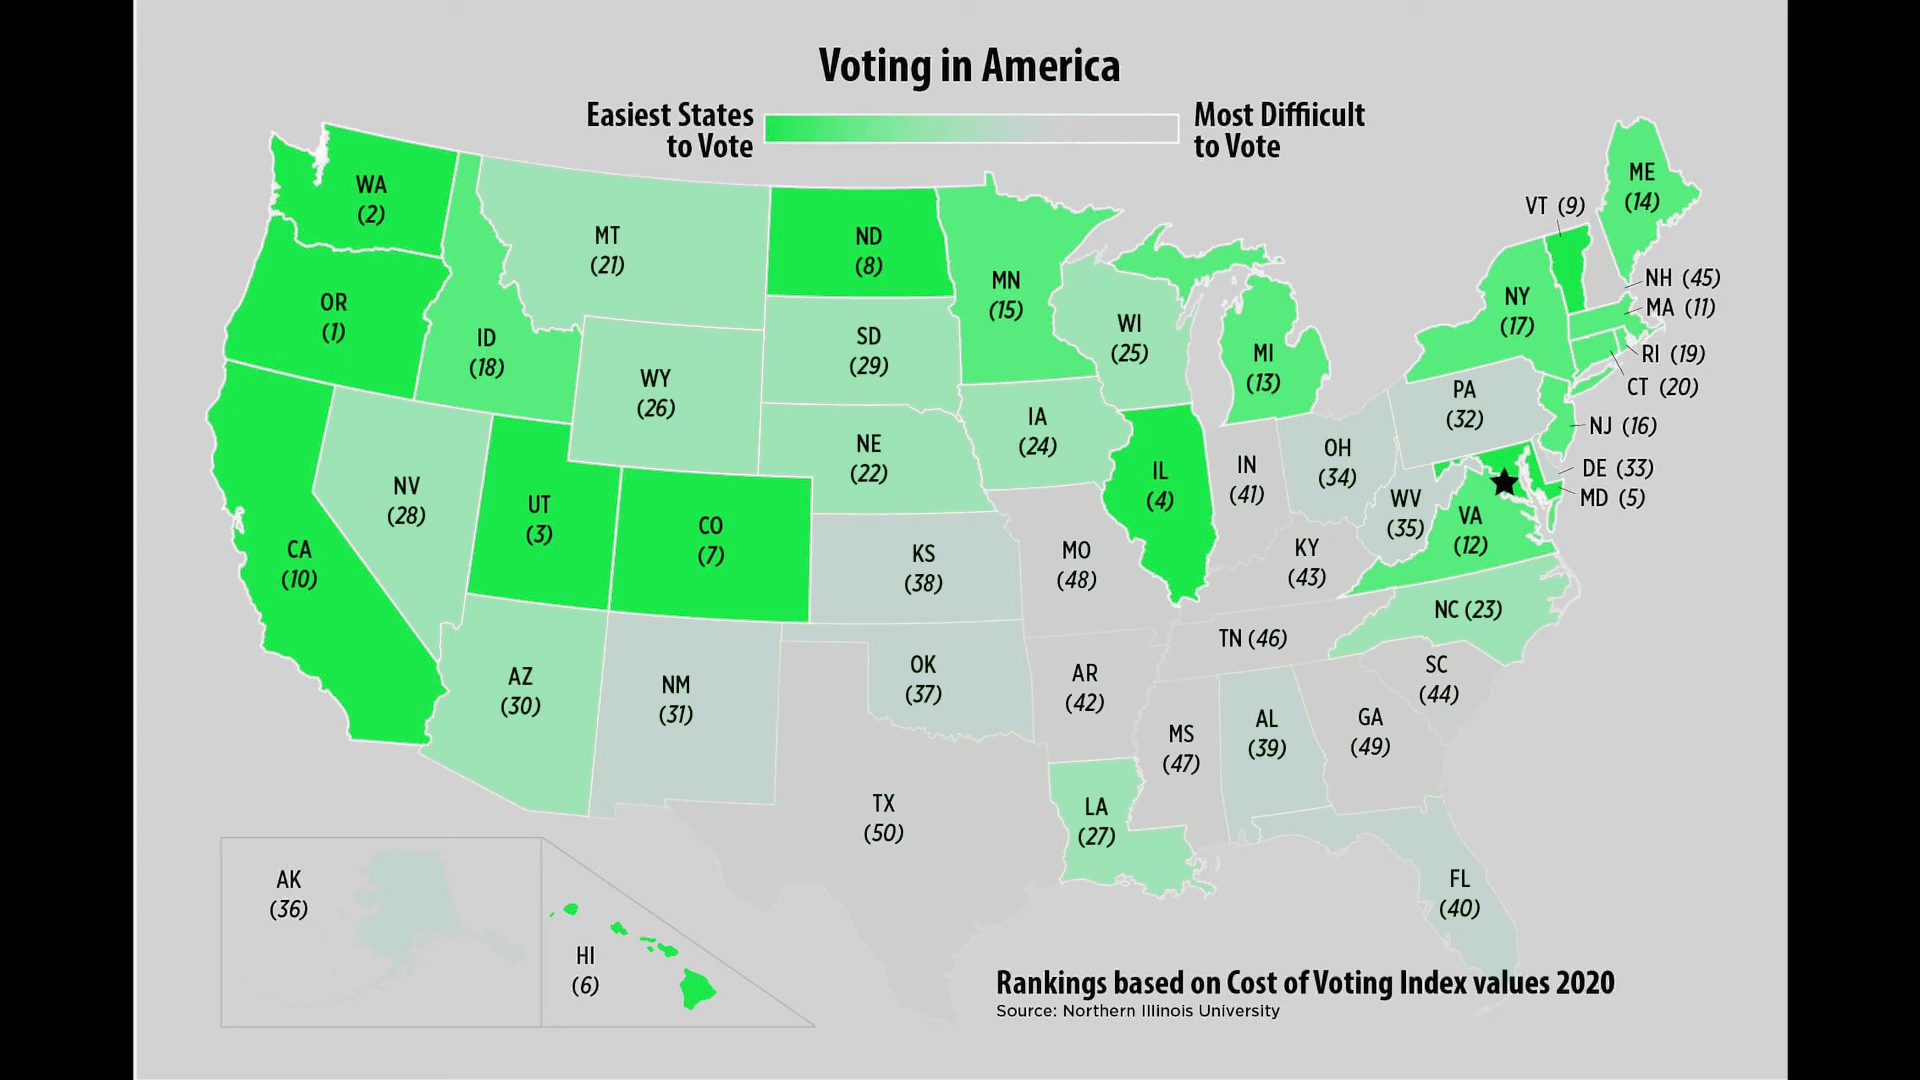 Voting in America
Easiest States
to Vote
Most Difficult
to Vote
WA
(2)
OR
(1)
CA
(10)
ID
(18)
NV
(28)
UT
(3)
AZ
(30)
MT
(21)
WY
(26)
CO
(7)
NM
(31)
ND
(8)
SD
(29)
NE
(22)
KS
(38)
OK
(37)
TX
(50)
MN
(15)
IA
(24)
MO
(48)
AR
(42)
LA
(27)
WI
(25)
IL
(4)
MI
(13)
IN
(41)
OH
(34)
KY
(43)
TN (46)
MS
(47)
AL
(39)
GA
(49)
FL
(40)
SC
(44)
NC (23)
VA
(12)
WV
(35)
PA
(32)
NY
(17)
VT (9)
ME
(14)
NH (45)
MA (11)
RI (19)
CT (20)
NJ (16)
DE (33)
MD (5)
AK
(36)
HI
(6)
Rankings based on Cost of Voting Index values 2020
Source: Northern Illinois University